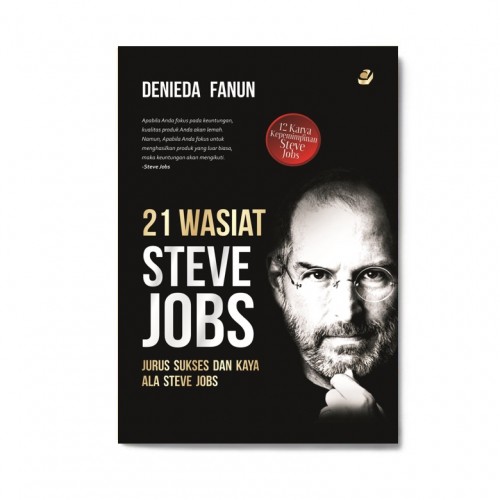 DENIEDA FANUN
Apabila Anda fokus pada keuntungan,
kualitas produk Anda akan lemah.
Namun, Apabila Anda fokus untuk
menghasilkan produk yang luar biasa,
maka keuntungan akan mengikuti.
-Steve Jobs
12 Karya
Kepemimpinan
Steve
Jobs
21 WASIAT
STEVE
JOBS
JURUS SUKSES DAN KAYA
ALA STEVE JOBS